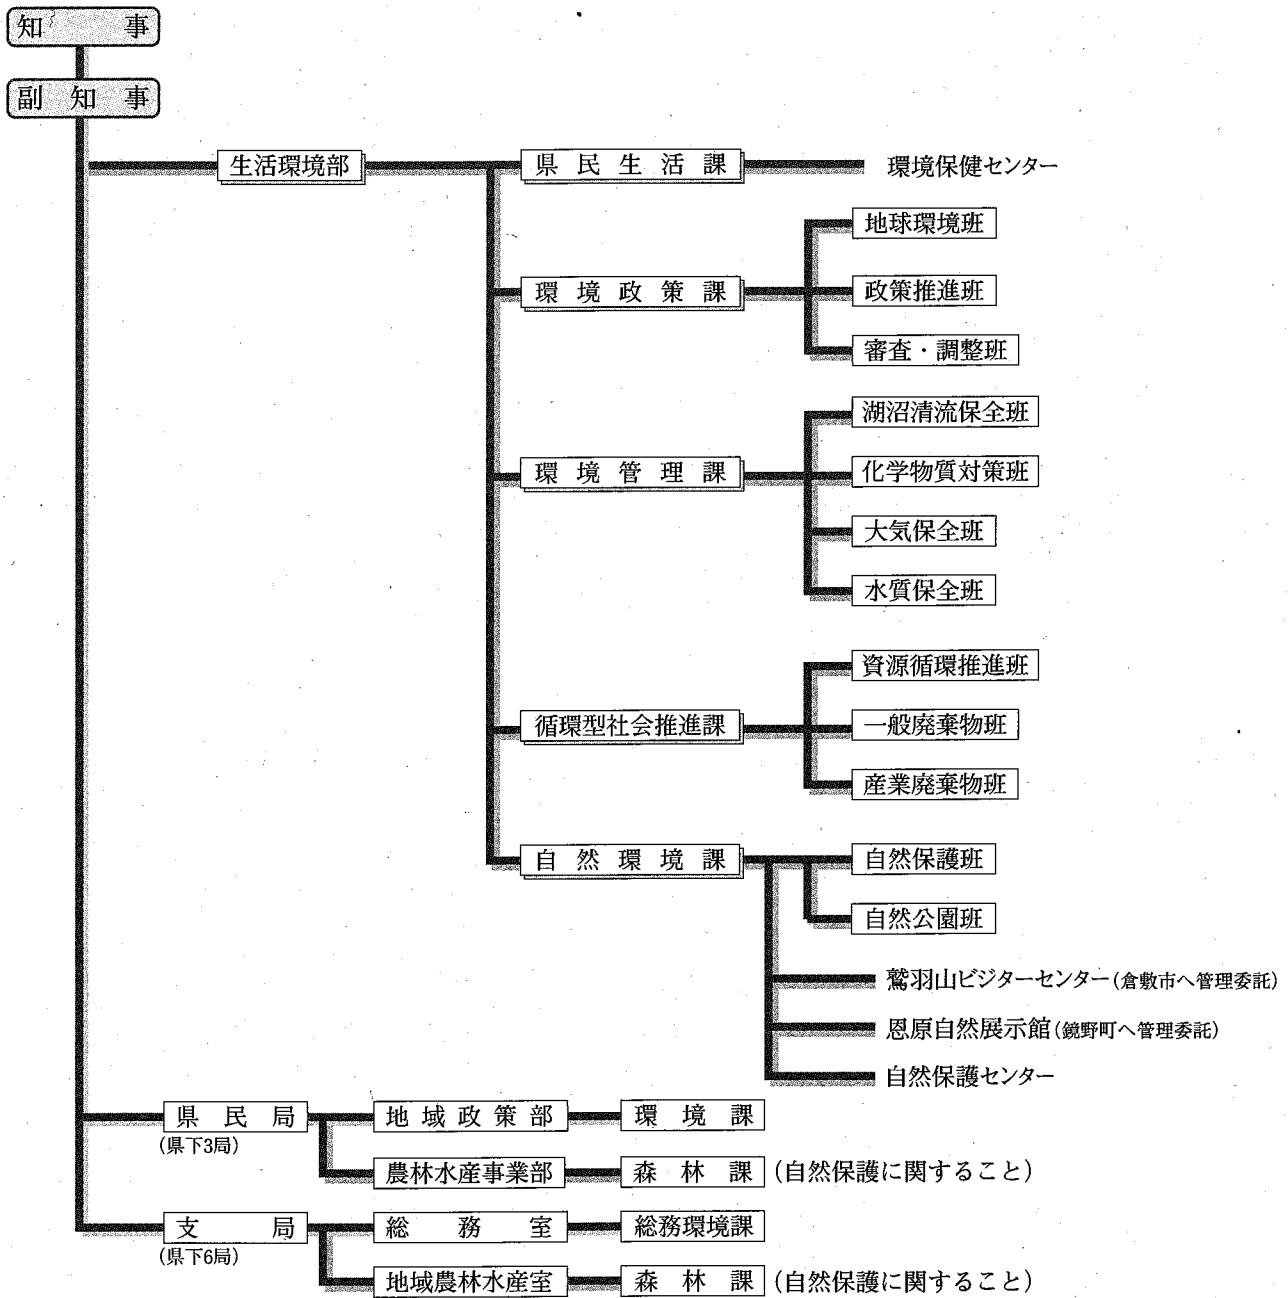 知事
副知事
生活環境部
県民生活課
環境保健センター
地球環境班
環境政策課
政策推進班
審査・調整班
湖沼清流保全班
環境管理課
化学物質対策班
大気保全班
水質保全班
資源循環推進班
循環型社会推進課
一般廃棄物班
産業廃棄物班
自然環境課
自然保護班
自然公園班
鷲羽山ビジターセンター(倉敷市へ管理委託)
恩原自然展示館(鏡野町へ管理委託)
自然保護センター
県民局
(県下3局)
地域政策部
環境課
農林水産事業部
森林課
(自然保護に関すること)
支局
(県下6局)
総務室
総務環境課
地域農林水産室
森林課
(自然保護に関すること)